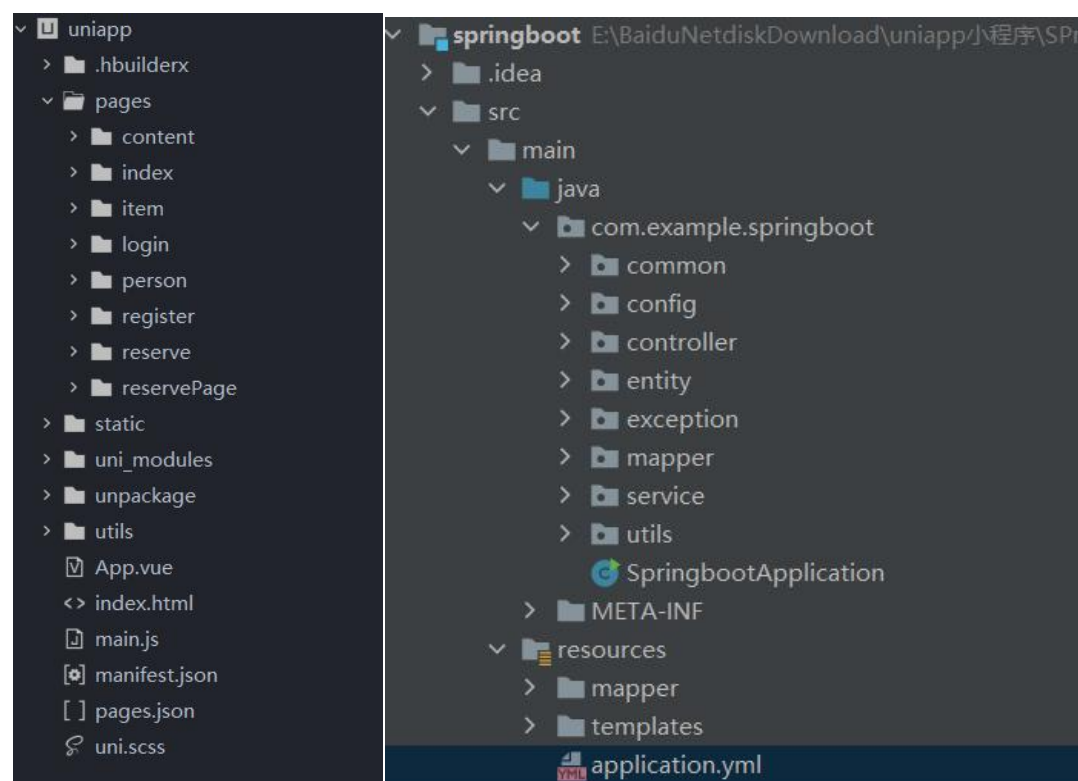 uniapp
.hbuilderx
pages
content
index
item
login
person
register
reserve
reservePage
static
uni_modules
unpackage
utils
App.vue
index.html
main.js
manifest.json
pages.json
uni.scss
springboot E:\BaiduNetdiskDownload\uniapp小程序\SPr
.idea
src
main
java
com.example.springboot
common
config
controller
entity
exception
mapper
service
utils
SpringbootApplication
META-INF
resources
mapper
templates
application.yml